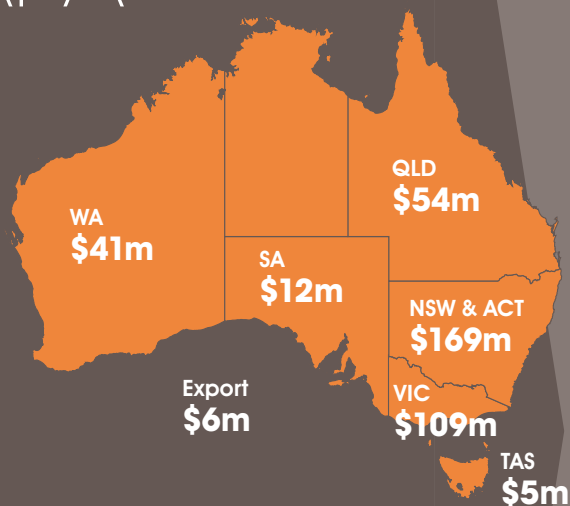 QLD
$54m
WA
$41m
SA
$12m
NSW & ACT
$169m
Export
$6m
VIC
$109m
TAS
$5m